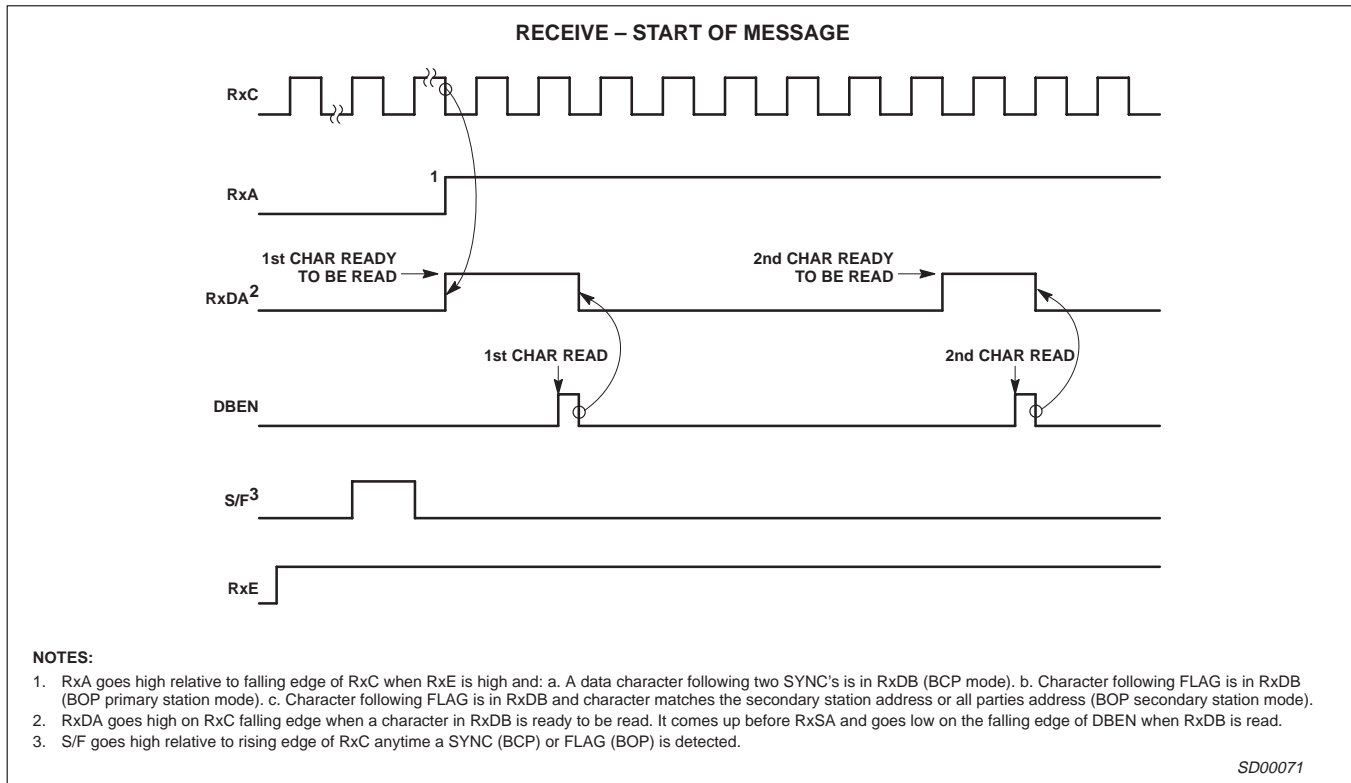 RECEIVE – START OF MESSAGE
RxC
1
RxA
1st CHAR READY
TO BE READ
2nd CHAR READY
TO BE READ
RxDA2
1st CHAR READ
2nd CHAR READ
DBEN
S/F3
RxE
NOTES:
1. RxA goes high relative to falling edge of RxC when RxE is high and: a. A data character following two SYNC's is in RxDB (BCP mode). b. Character following FLAG is in RxDB
(BOP primary station mode). c. Character following FLAG is in RxDB and character matches the secondary station address or all parties address (BOP secondary station mode).
2. RxDA goes high on RxC falling edge when a character in RxDB is ready to be read. It comes up before RxSA and goes low on the falling edge of DBEN when RxDB is read.
3. S/F goes high relative to rising edge of RxC anytime a SYNC (BCP) or FLAG (BOP) is detected.
SD00071